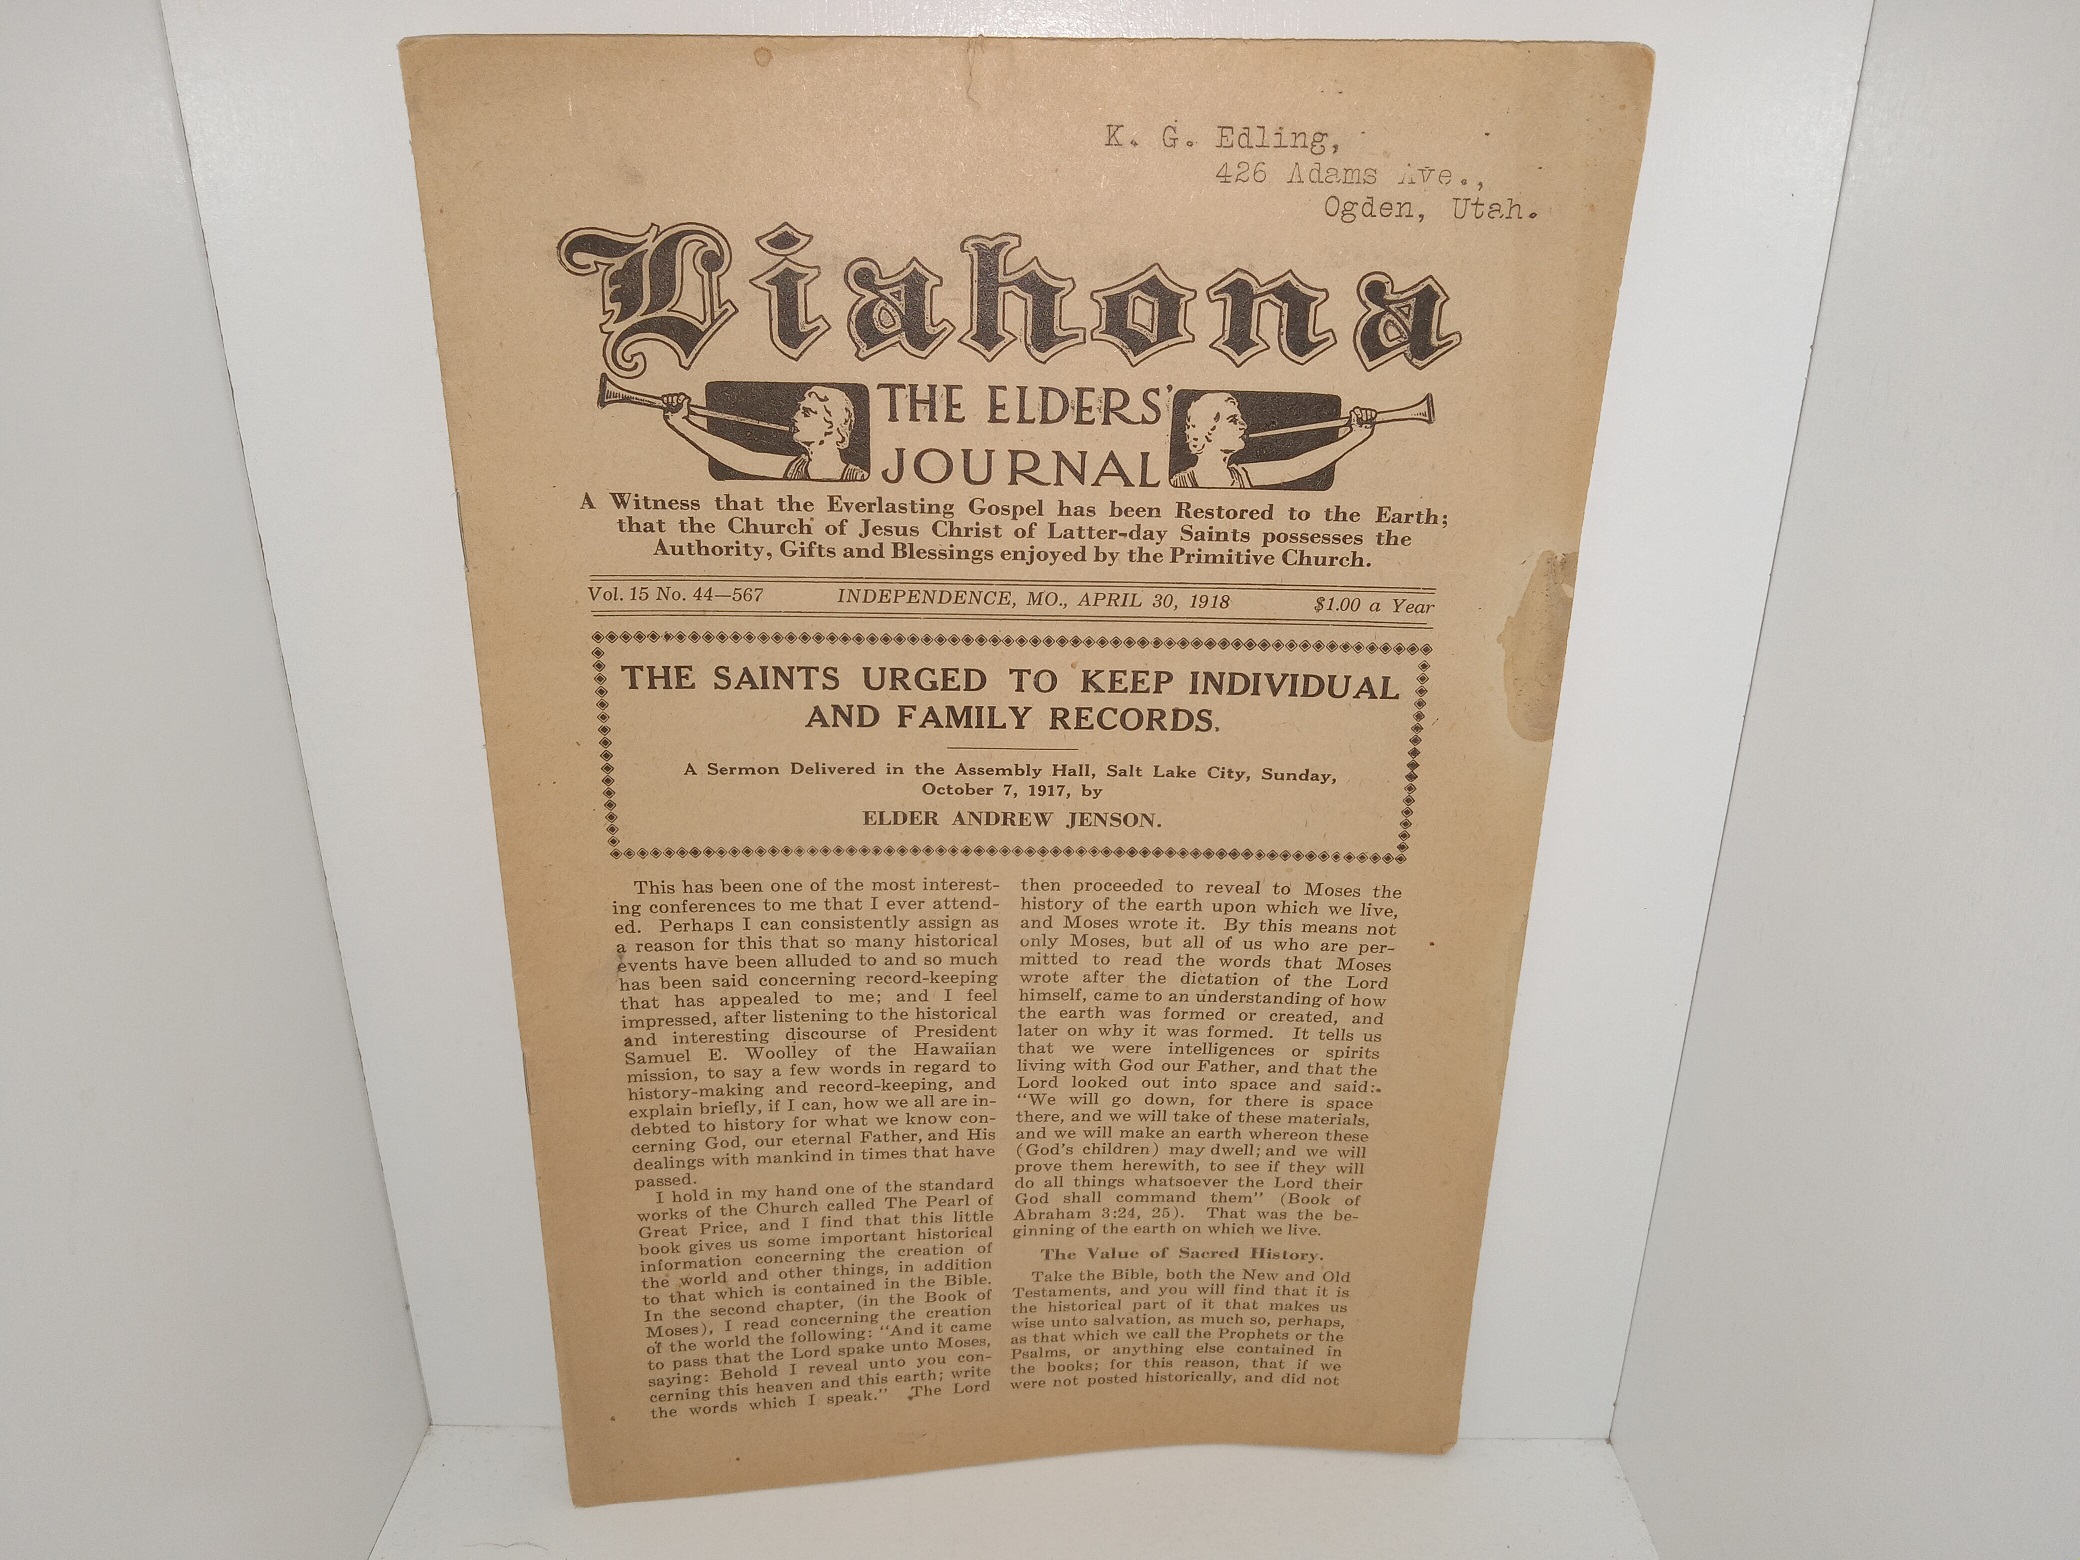 K. G. Edling,
426 Adams Ave.,
Ogden, Utah.
Liahona
THE ELDERS'
JOURNAL
A Witness that the Everlasting Gospel has been Restored to the Earth;
that the Church of Jesus Christ of Latter-day Saints possesses the
Authority, Gifts and Blessings enjoyed by the Primitive Church.
Vol. 15 No. 44—567 INDEPENDENCE, MO., APRIL 30, 1918 $1.00 a Year
THE SAINTS URGED TO KEEP INDIVIDUAL
AND FAMILY RECORDS.
A Sermon Delivered in the Assembly Hall, Salt Lake City, Sunday,
October 7, 1917, by
ELDER ANDREW JENSON.
This has been one of the most interest-
ing conferences to me that I ever attend-
ed. Perhaps I can consistently assign as
a reason for this that so many historical
events have been alluded to and so much
has been said concerning record-keeping
that has appealed to me; and I feel
impressed, after listening to the historical
and interesting discourse of President
Samuel E. Woolley of the Hawaiian
mission, to say a few words in regard to
history-making and record-keeping, and
explain briefly, if I can, how we all are in-
debted to history for what we know con-
cerning God, our eternal Father, and His
dealings with mankind in times that have
passed.
I hold in my hand one of the standard
works of the Church called The Pearl of
Great Price, and I find that this little
book gives us some important historical
information concerning the creation of
the world and other things, in addition
to that which is contained in the Bible.
In the second chapter, (in the Book of
Moses), I read concerning the creation
of the world the following: "And it came
to pass that the Lord spake unto Moses,
saying: Behold I reveal unto you con-
cerning this heaven and this earth; write
the words which I speak." The Lord
then proceeded to reveal to Moses the
history of the earth upon which we live,
and Moses wrote it. By this means not
only Moses, but all of us who are per-
mitted to read the words that Moses
wrote after the dictation of the Lord
himself, came to an understanding of how
the earth was formed or created, and
later on why it was formed. It tells us
that we were intelligences or spirits
living with God our Father, and that the
Lord looked out into space and said:
"We will go down, for there is space
there, and we will take of these materials,
and we will make an earth whereon these
(God's children) may dwell; and we will
prove them herewith, to see if they will
do all things whatsoever the Lord their
God shall command them" (Book of
Abraham 3:24, 25). That was the be-
ginning of the earth on which we live.
The Value of Sacred History.
Take the Bible, both the New and Old
Testaments, and you will find that it is
the historical part of it that makes us
wise unto salvation, as much so, perhaps,
as that which we call the Prophets or the
Psalms, or anything else contained in
the books; for this reason, that if we
were not posted historically, and did not